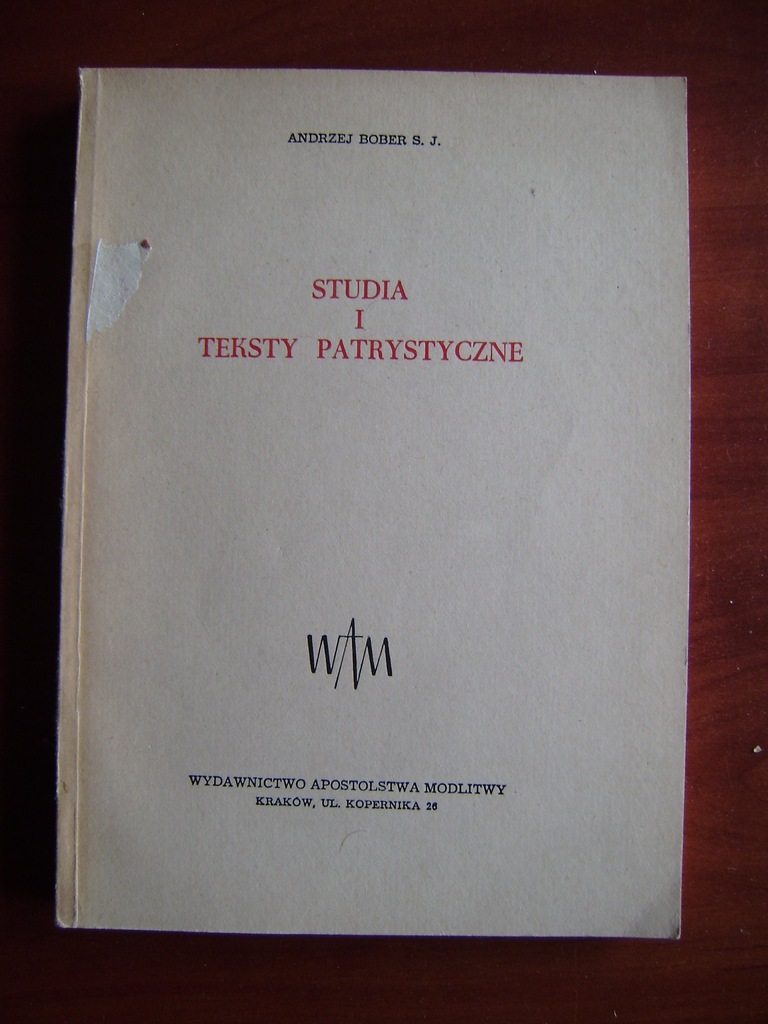 ANDRZEJ BOBER S. J.
STUDIA
I
TEKSTY PATRYSTYCZNE
WAM
WYDAWNICTWO APOSTOLSTWA MODLITWY
KRAKÓW, UL. KOPERNIKA 26